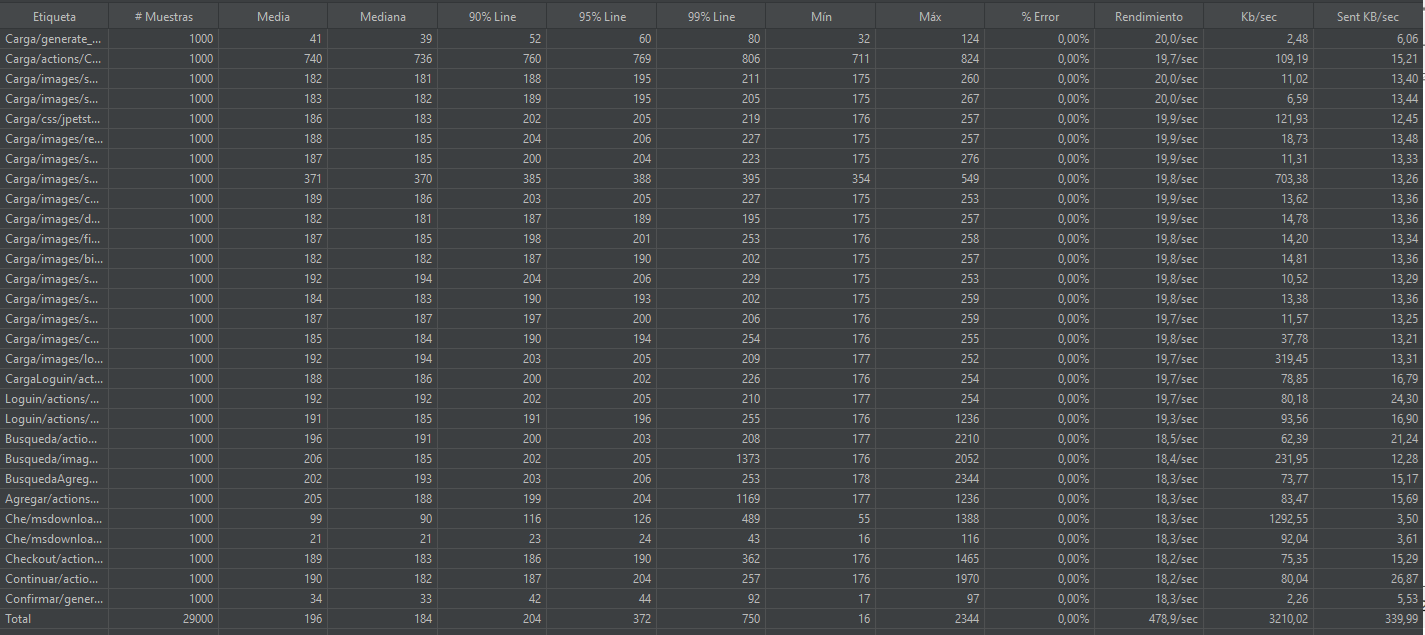 Etiqueta # Muestras Media Mediana 90% Line 95% Line 99% Line Mín Máx % Error Rendimiento Kb/sec Sent KB/sec
Carga/generate_... 1000 41 39 52 60 80 32 124 0,00% 20,0/sec 2,48 6,06
Carga/actions/C... 1000 740 736 760 769 806 711 824 0,00% 19,7/sec 109,19 15,21
Carga/images/s... 1000 182 181 188 195 211 175 260 0,00% 20,0/sec 11,02 13,40
Carga/images/s... 1000 183 182 189 195 205 175 267 0,00% 20,0/sec 6,59 13,44
Carga/css/jpetst... 1000 186 183 202 205 219 176 257 0,00% 19,9/sec 121,93 12,45
Carga/images/re... 1000 188 185 204 206 227 175 257 0,00% 19,9/sec 18,73 13,48
Carga/images/s... 1000 187 185 200 204 223 175 276 0,00% 19,9/sec 11,31 13,33
Carga/images/s... 1000 371 370 385 388 395 354 549 0,00% 19,8/sec 703,38 13,26
Carga/images/c... 1000 189 186 203 205 227 175 253 0,00% 19,9/sec 13,62 13,36
Carga/images/d... 1000 182 181 187 189 195 175 257 0,00% 19,9/sec 14,78 13,36
Carga/images/fi... 1000 187 185 198 201 253 176 258 0,00% 19,8/sec 14,20 13,34
Carga/images/bi... 1000 182 182 187 190 202 175 257 0,00% 19,8/sec 14,81 13,36
Carga/images/s... 1000 192 194 204 206 229 175 253 0,00% 19,8/sec 10,52 13,29
Carga/images/s... 1000 184 183 190 193 202 175 259 0,00% 19,8/sec 13,38 13,36
Carga/images/s... 1000 187 187 197 200 206 176 259 0,00% 19,7/sec 11,57 13,25
Carga/images/c... 1000 185 184 190 194 254 176 255 0,00% 19,8/sec 37,78 13,21
Carga/images/lo... 1000 192 194 203 205 209 177 252 0,00% 19,7/sec 319,45 13,31
CargaLoguin/act... 1000 188 186 200 202 226 176 254 0,00% 19,7/sec 78,85 16,79
Loguin/actions/... 1000 192 192 202 205 210 177 254 0,00% 19,7/sec 80,18 24,30
Loguin/actions/... 1000 191 185 191 196 255 176 1236 0,00% 19,3/sec 93,56 16,90
Busqueda/actio... 1000 196 191 200 203 208 177 2210 0,00% 18,5/sec 62,39 21,24
Busqueda/imag... 1000 206 185 202 205 1373 176 2052 0,00% 18,4/sec 231,95 12,28
BusquedaAgreg... 1000 202 193 203 206 253 178 2344 0,00% 18,3/sec 73,77 15,17
Agregar/actions... 1000 205 188 199 204 1169 177 1236 0,00% 18,3/sec 83,47 15,69
Che/msdownloa... 1000 99 90 116 126 489 55 1388 0,00% 18,3/sec 1292,55 3,50
Che/msdownloa... 1000 21 21 23 24 43 16 116 0,00% 18,3/sec 92,04 3,61
Checkout/action... 1000 189 183 186 190 362 176 1465 0,00% 18,2/sec 75,35 15,29
Continuar/actio... 1000 190 182 187 204 257 176 1970 0,00% 18,2/sec 80,04 26,87
Confirmar/gener... 1000 34 33 42 44 92 17 97 0,00% 18,3/sec 2,26 5,53
Total 29000 196 184 204 372 750 16 2344 0,00% 478,9/sec 3210,02 339,99